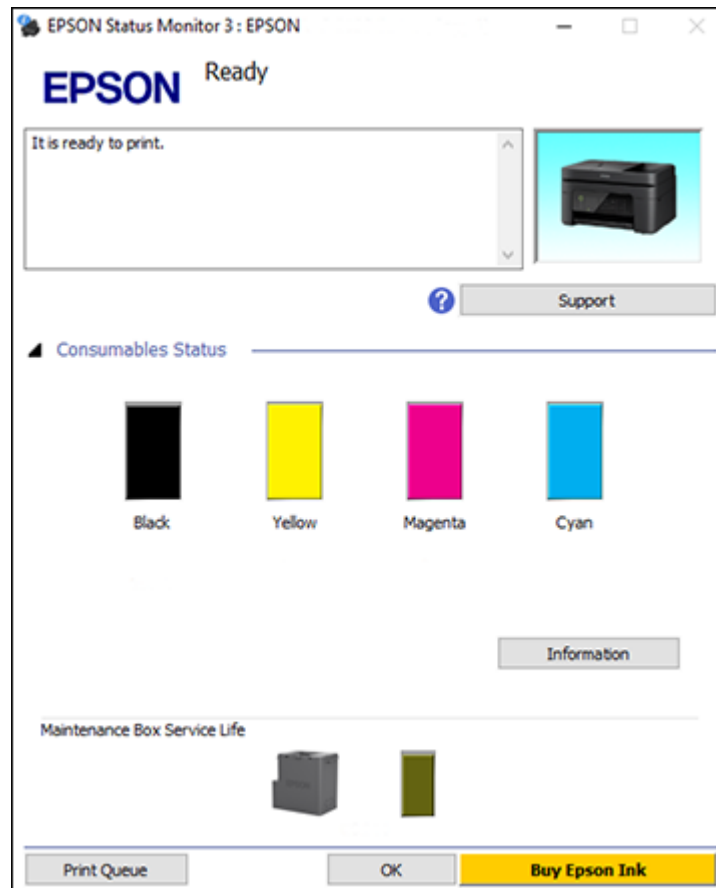 EPSON Status Monitor 3 : EPSON
EPSON
Ready
It is ready to print.
?
Support
Consumables Status
Black Yellow Magenta Cyan
Information
Maintenance Box Service Life
EPSON
Print Queue OK Buy Epson Ink